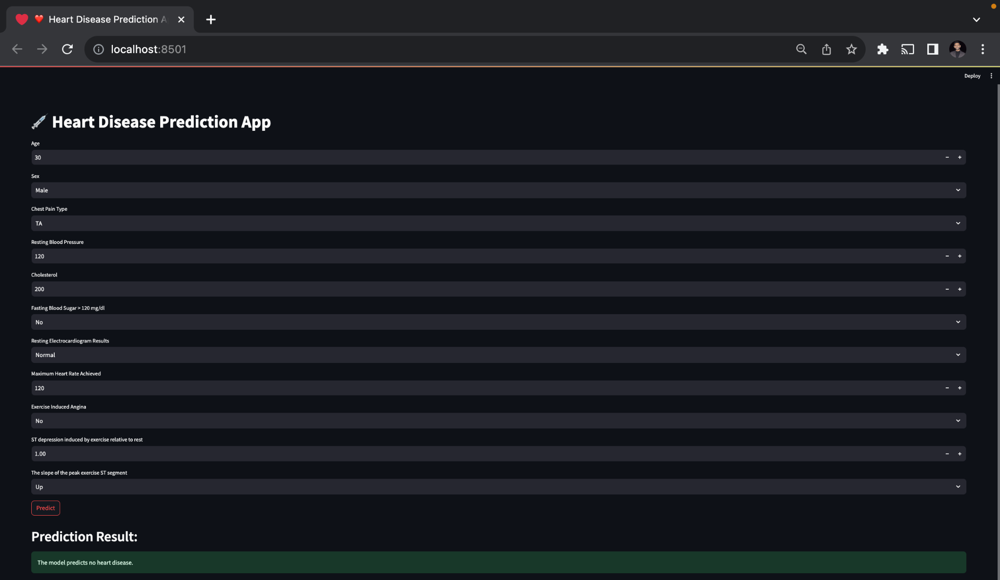 Heart Disease Prediction A
localhost:8501
Deploy
Heart Disease Prediction App
Age
30
Sex
Male
Chest Pain Type
TA
Resting Blood Pressure
120
Cholesterol
200
Fasting Blood Sugar > 120 mg/dl
No
Resting Electrocardiogram Results
Normal
Maximum Heart Rate Achieved
120
Exercise Induced Angina
No
ST depression induced by exercise relative to rest
1.00
The slope of the peak exercise ST segment
Up
Predict
Prediction Result:
The model predicts no heart disease.